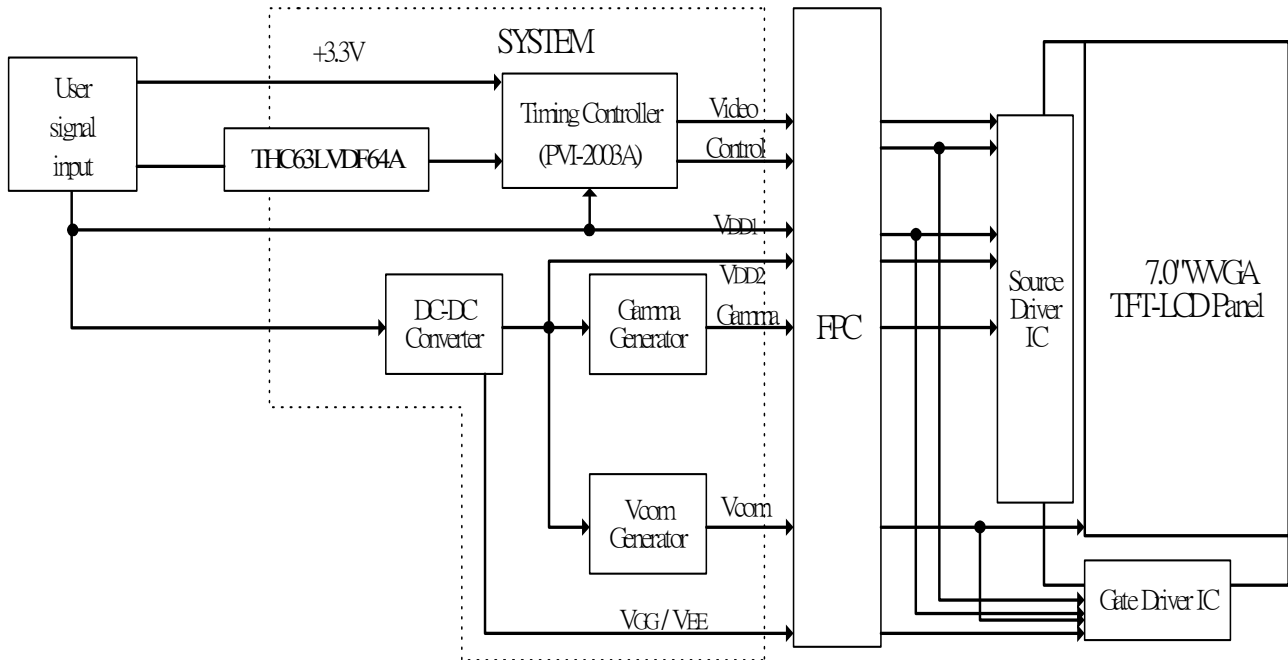 SYSTEM
+3.3V
User
signal
input
THC63LVDF64A
Timing Controller
(PVI-2003A)
Video
Control
VDD1
VDD2
DC-DC
Converter
Gamma
Generator
Gamma
Vcom
Generator
Vcom
VGG / VEE
FPC
Source
Driver
IC
7.0"WVGA
TFT-LCD Panel
Gate Driver IC